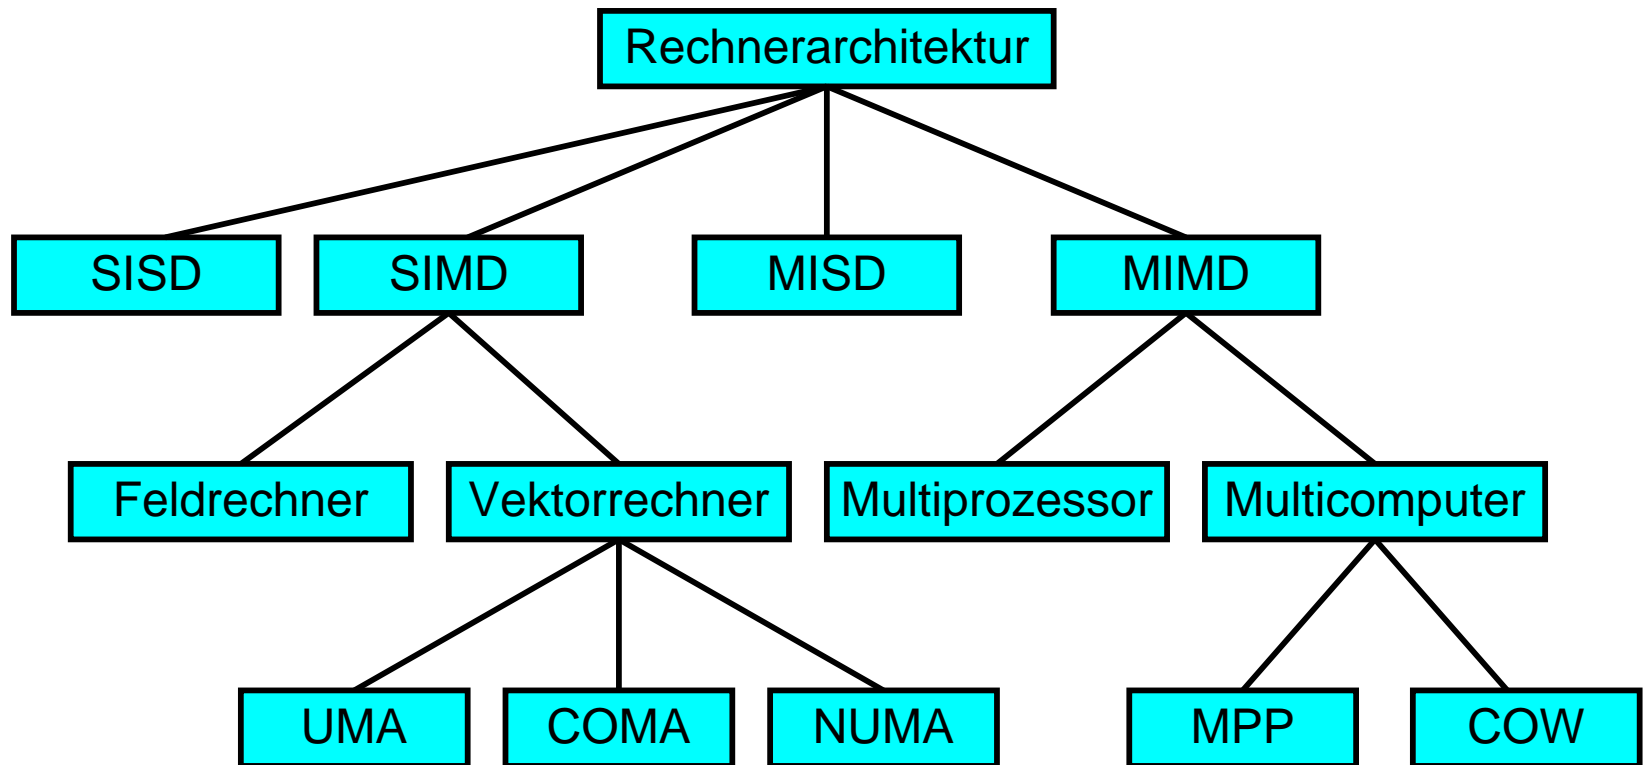 Rechnerarchitektur
SISD
SIMD
MISD
MIMD
Feldrechner
Vektorrechner
Multiprozessor
Multicomputer
UMA
COMA
NUMA
MPP
COW